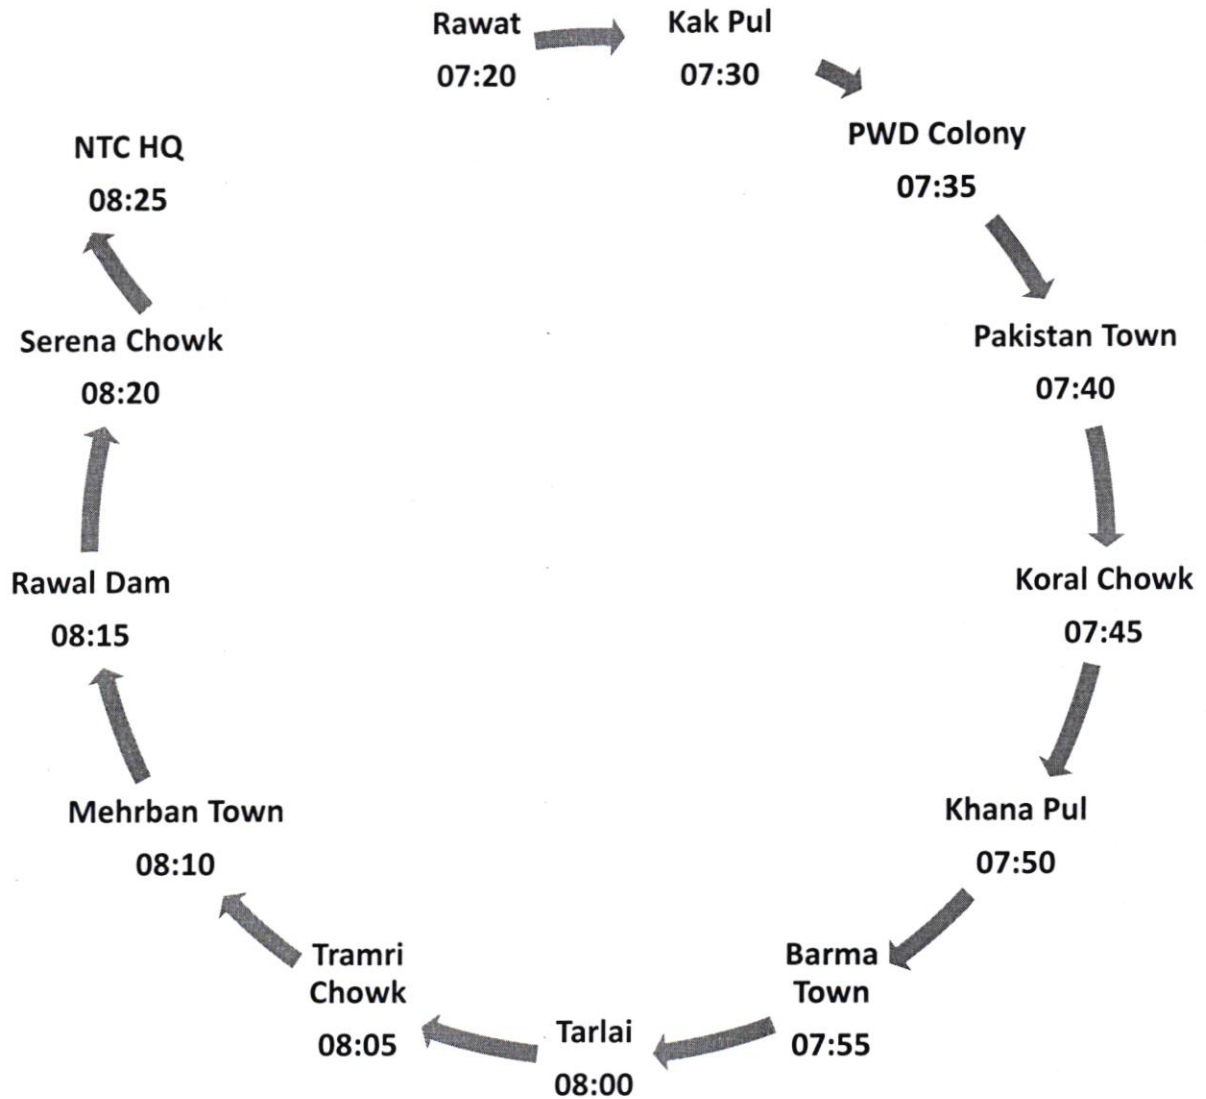 Rawat
07:20
Kak Pul
07:30
PWD Colony
07:35
Pakistan Town
07:40
Koral Chowk
07:45
Khana Pul
07:50
Barma
Town
07:55
Tarlai
08:00
Tramri
Chowk
08:05
Mehrban Town
08:10
Rawal Dam
08:15
Serena Chowk
08:20
NTC HQ
08:25